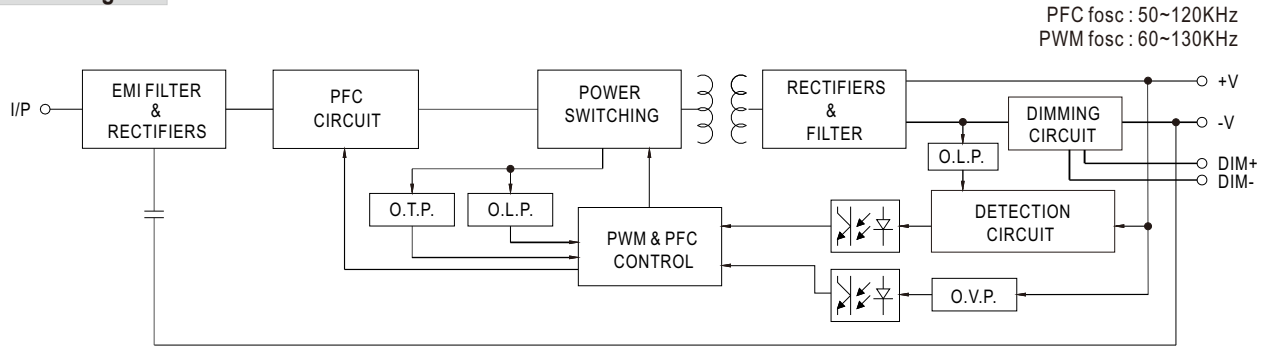 PFC fosc : 50~120KHz
PWM fosc : 60~130KHz
I/P
EMI FILTER
&
RECTIFIERS
PFC
CIRCUIT
POWER
SWITCHING
RECTIFIERS
&
FILTER
DIMMING
CIRCUIT
+V
-V
DIM+
DIM-
O.L.P.
O.T.P.
O.L.P.
PWM & PFC
CONTROL
DETECTION
CIRCUIT
O.V.P.